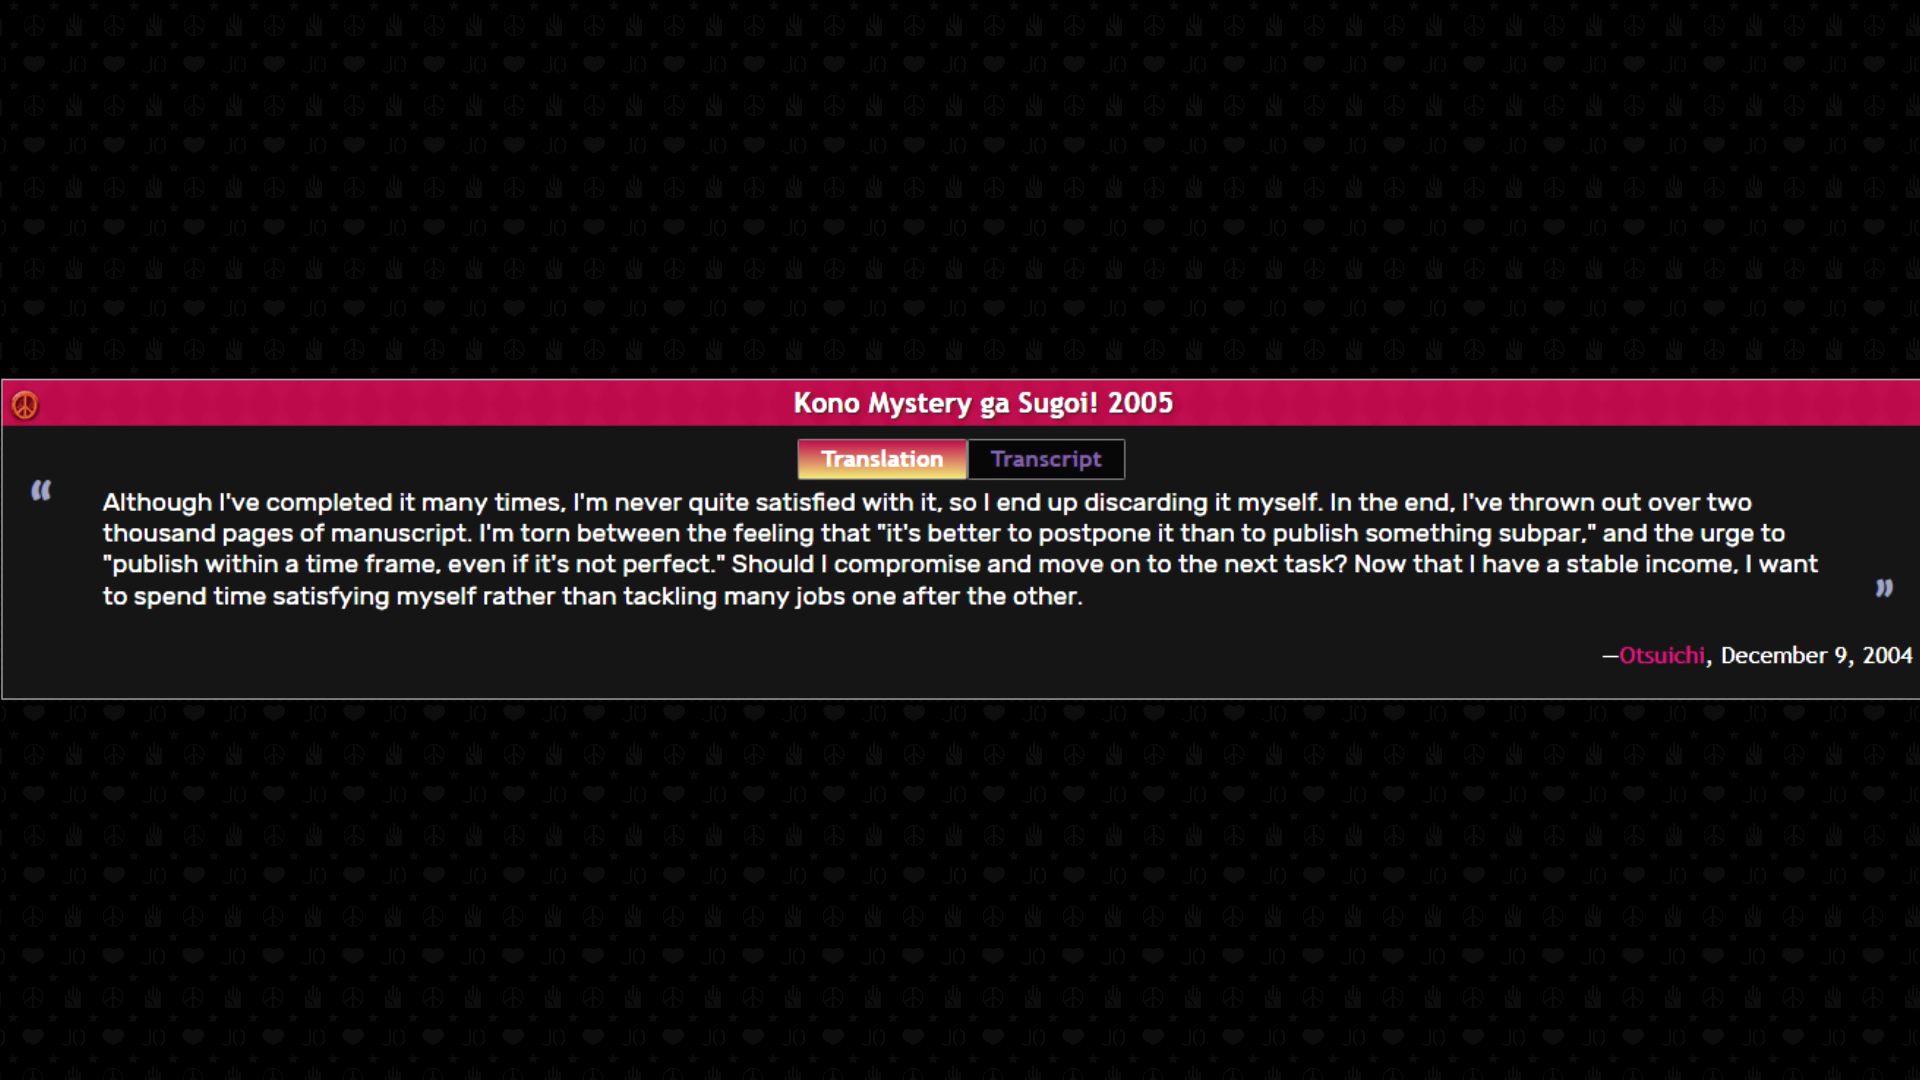 Kono Mystery ga Sugoi! 2005
Translation Transcript
“
Although I've completed it many times, I'm never quite satisfied with it, so I end up discarding it myself. In the end, I've thrown out over two
thousand pages of manuscript. I'm torn between the feeling that "it's better to postpone it than to publish something subpar," and the urge to
"publish within a time frame, even if it's not perfect." Should I compromise and move on to the next task? Now that I have a stable income, I want
to spend time satisfying myself rather than tackling many jobs one after the other.
”
—Otsuichi, December 9, 2004